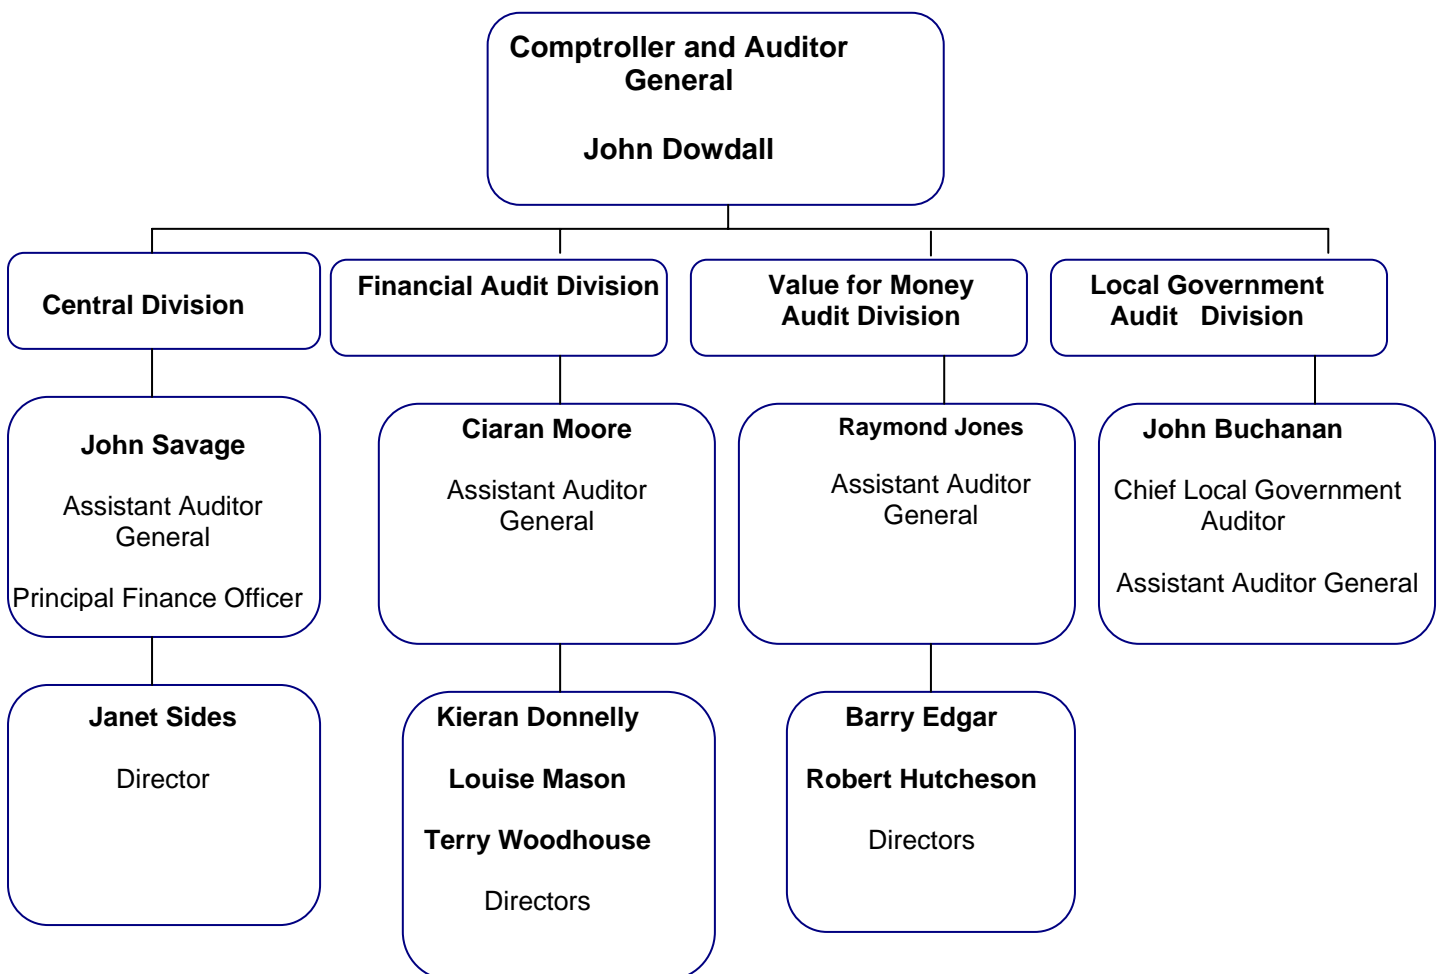 Comptroller and Auditor
General
John Dowdall
Central Division
Financial Audit Division
Value for Money
Audit Division
Local Government
Audit Division
John Savage
Assistant Auditor
General
Principal Finance Officer
Ciaran Moore
Assistant Auditor
General
Raymond Jones
Assistant Auditor
General
John Buchanan
Chief Local Government
Auditor
Assistant Auditor General
Janet Sides
Director
Kieran Donnelly
Louise Mason
Terry Woodhouse
Directors
Barry Edgar
Robert Hutcheson
Directors